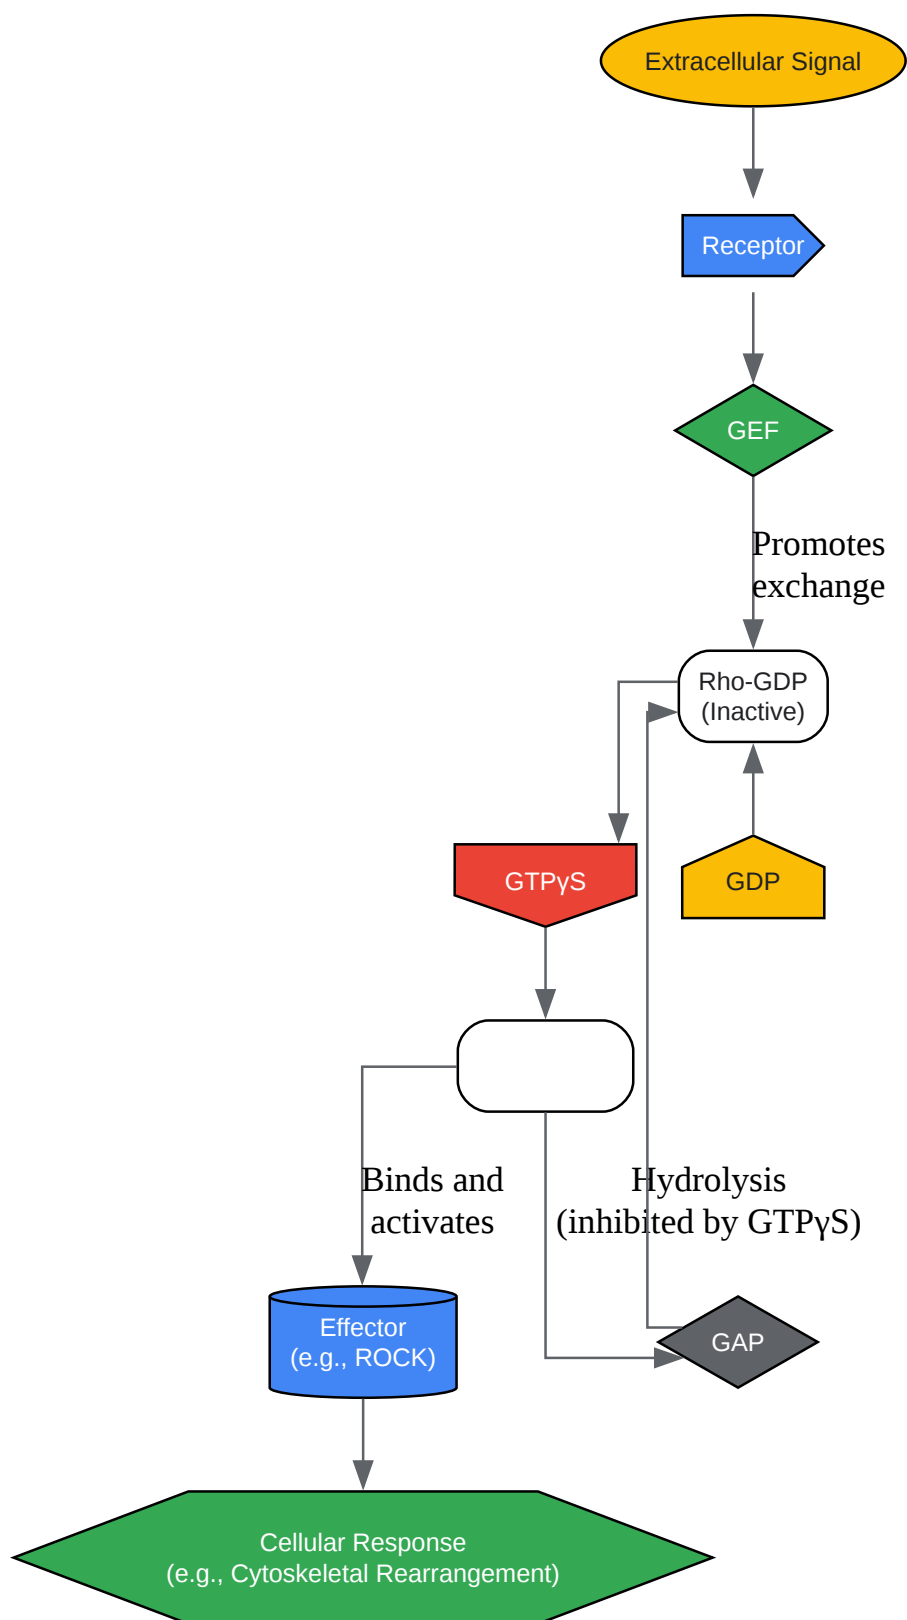 Extracellular Signal
Receptor
GEF
Promotes
exchange
Rho-GDP
(Inactive)
GTPγS
GDP
Binds and
activates
Hydrolysis
(inhibited by GTPγS)
Effector
(e.g., ROCK)
GAP
Cellular Response
(e.g., Cytoskeletal Rearrangement)